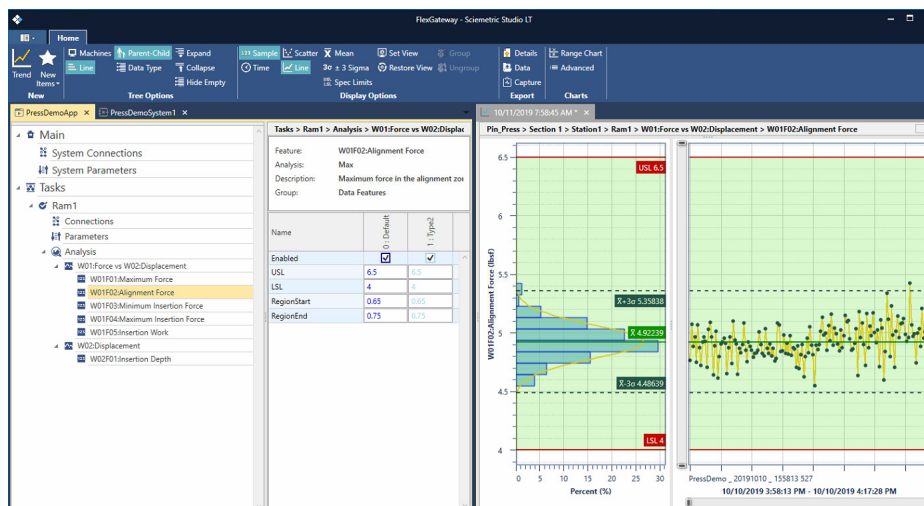 FlexGateway - Sciemetric Studio LT
Home
Trend
New Items
New
Machines
Parent-Child
Expand
Line
Data Type
Collapse
Hide Empty
Tree Options
Sample
Scatter
X̄ Mean
Set View
Group
Time
Line
3σ ± 3 Sigma
Restore View
Ungroup
Spec Limits
Display Options
Details
Data
Capture
Export
Range Chart
Advanced
Charts
PressDemoApp
PressDemoSystem1
10/11/2019 7:58:45 AM *
Main
System Connections
System Parameters
Tasks
Ram1
Connections
Parameters
Analysis
W01:Force vs W02:Displacement
W01F01:Maximum Force
W01F02:Alignment Force
W01F03:Minimum Insertion Force
W01F04:Maximum Insertion Force
W01F05:Insertion Work
W02:Displacement
W02F01:Insertion Depth
Tasks > Ram1 > Analysis > W01:Force vs W02:Displac
Feature: W01F02:Alignment Force
Analysis: Max
Description: Maximum force in the alignment zo
Group: Data Features
Name 0 : Default 1 : Type2
Enabled
USL 6.5 6.5
LSL 4 4
RegionStart 0.65 0.65
RegionEnd 0.75 0.75
Pin_Press > Section 1 > Station1 > Ram1 > W01:Force vs W02:Displacement > W01F02:Alignment Force
W01F02:Alignment Force (lbsf)
6.5
USL 6.5
6
5.5
X̄+3σ 5.35838
5
X̄ 4.92239
4.5
X̄-3σ 4.48639
LSL 4
4
0 5 10 15 20 25 30
Percent (%)
PressDemo _ 20191010 _ 155813 527
10/10/2019 3:58:13 PM - 10/10/2019 4:17:28 PM